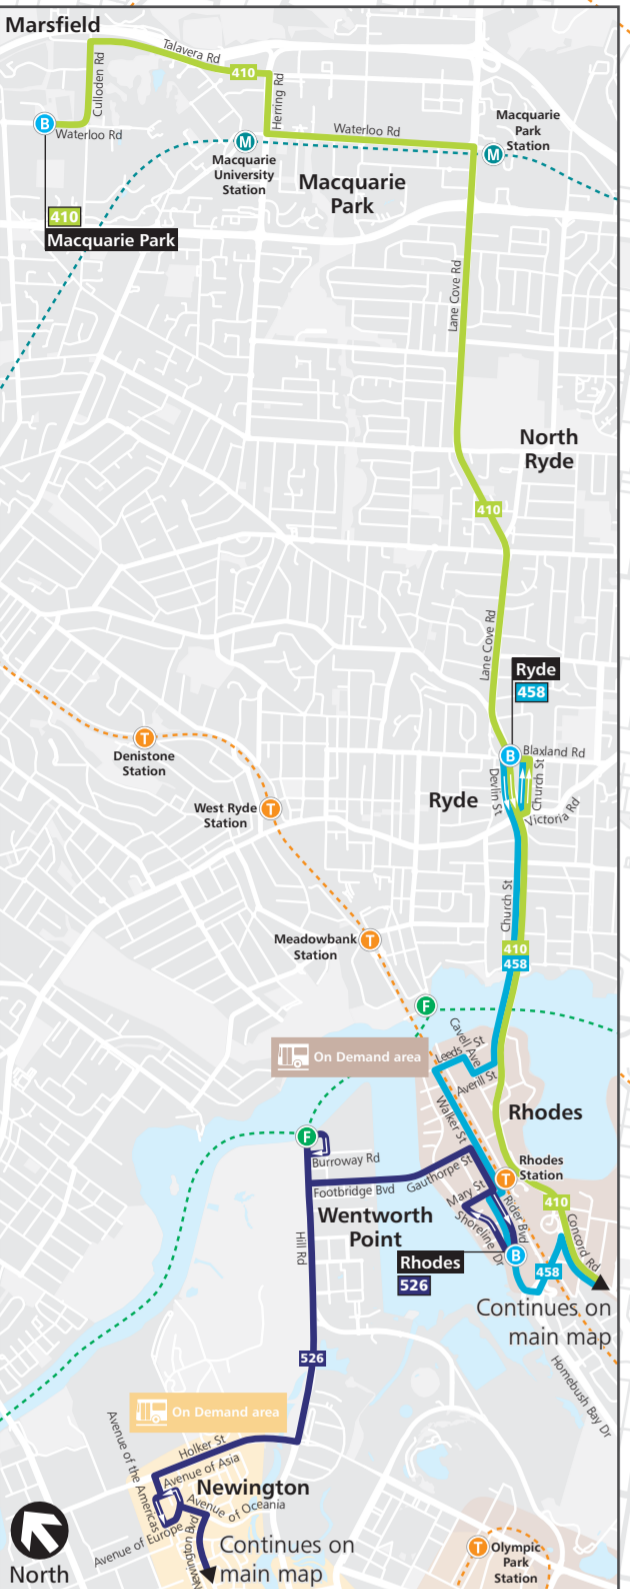 Marsfield
Talavera Rd
410
Culloden Rd
Herring Rd
B
Waterloo Rd
Waterloo Rd
M
Macquarie
University
Station
M
Macquarie
Park
Station
Macquarie
Park
410
Macquarie Park
Lane Cove Rd
North
Ryde
410
Lane Cove Rd
Ryde
458
T
Denistone
Station
B
Blaxland Rd
Devlin St
Church St
Victoria Rd
Ryde
T
West Ryde
Station
Church St
410
458
T
Meadowbank
Station
F
On Demand area
Cavell Ave
Leeds St
Averill St
Walker St
Rhodes
F
Burroway Rd
Footbridge Bvd
Gauthorpe St
T
Rhodes
Station
Mary St
Rider Bvd
410
Concord Rd
Shoreline Dr
Wentworth
Point
Hill Rd
Rhodes
526
B
458
Continues on
main map
526
Homebush Bay Dr
On Demand area
Avenue of the Americas
Holker St
Avenue of Asia
Newington
Avenue of Oceania
Avenue of Europe
Newington Bvd
Continues on
main map
North
T
Olympic
Park
Station